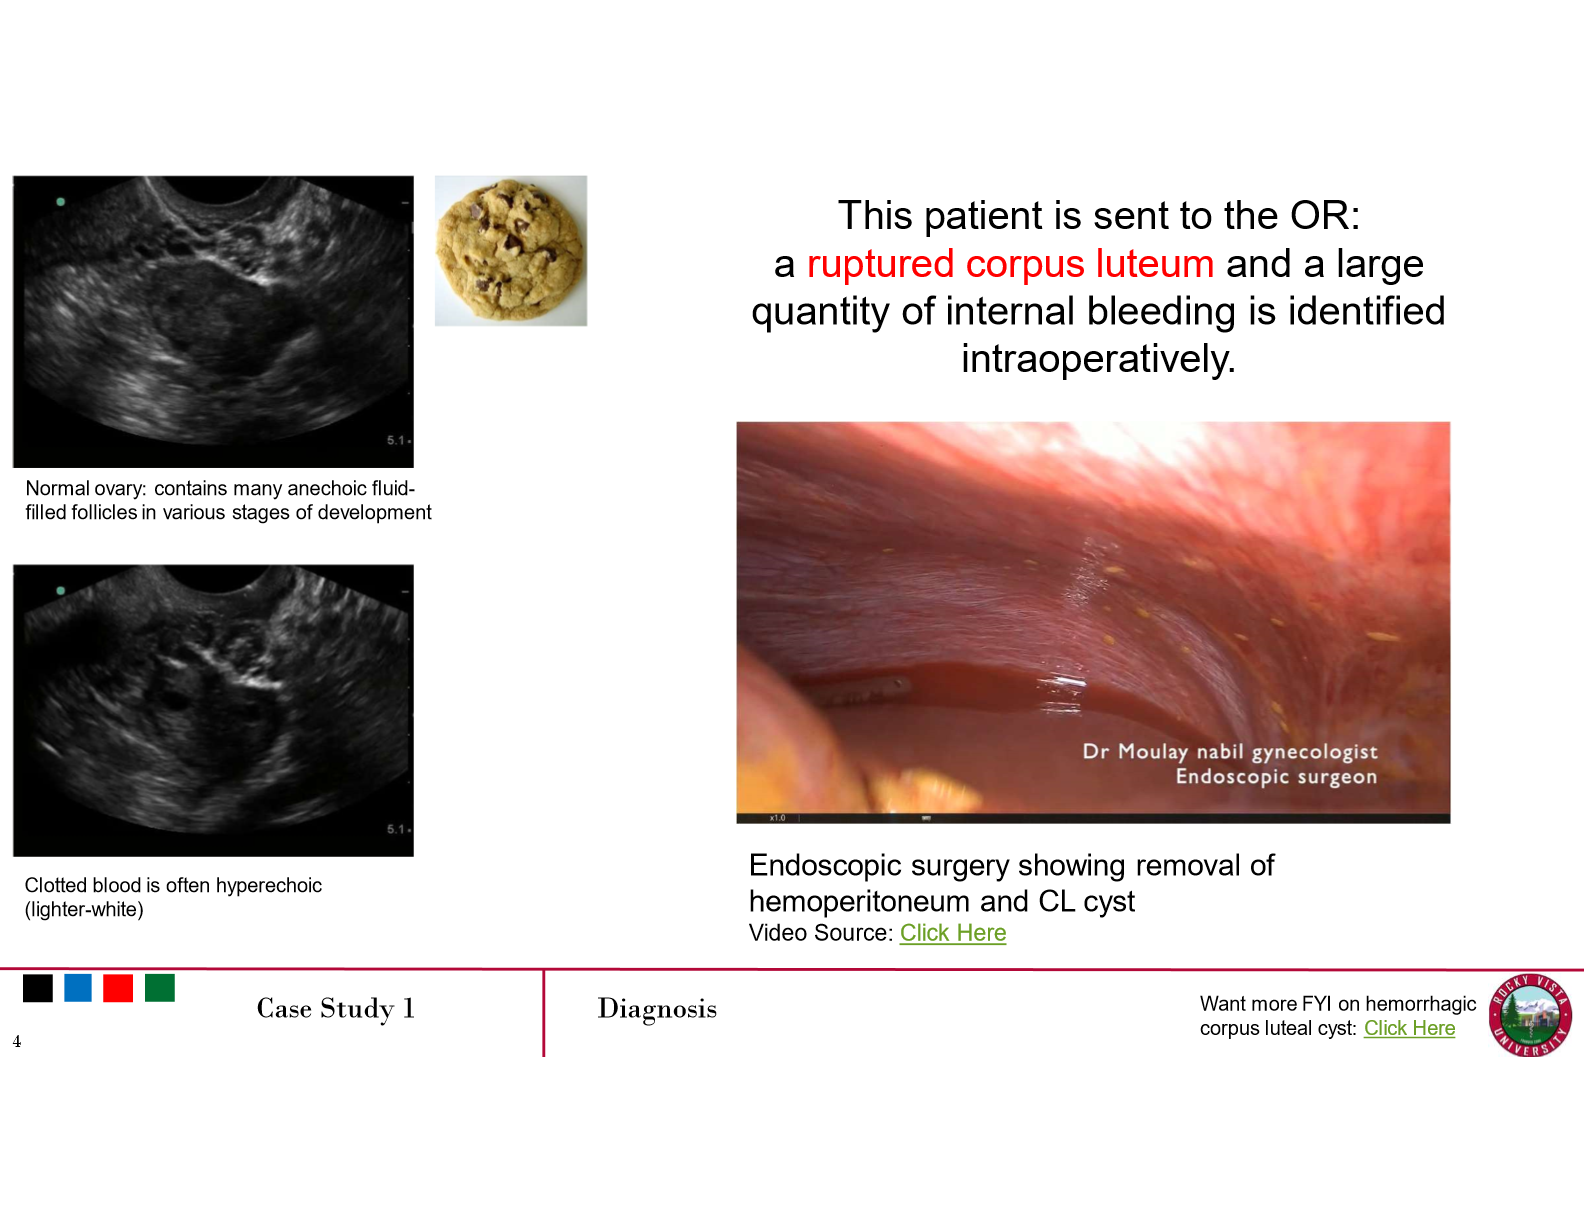 This patient is sent to the OR:
a ruptured corpus luteum and a large
quantity of internal bleeding is identified
intraoperatively.
5.1
Normal ovary: contains many anechoic fluid-
filled follicles in various stages of development
5.1
Clotted blood is often hyperechoic
(lighter-white)
Dr Moulay nabil gynecologist
Endoscopic surgeon
x1.0
Endoscopic surgery showing removal of
hemoperitoneum and CL cyst
Video Source: Click Here
Case Study 1
Diagnosis
Want more FYI on hemorrhagic
corpus luteal cyst: Click Here
ROCKY VISTA
UNIVERSITY
4